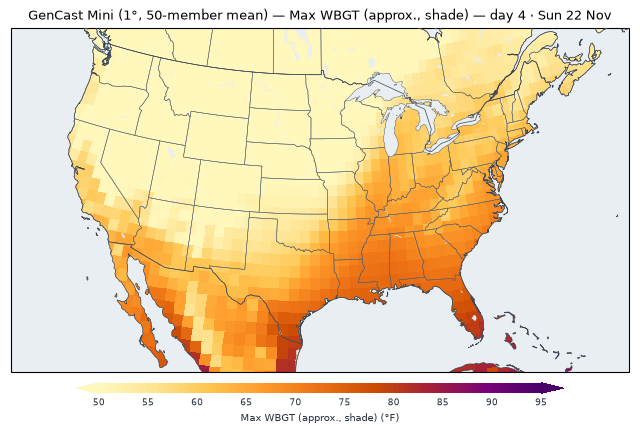 GenCast Mini (1°, 50-member mean) — Max WBGT (approx., shade) — day 4 · Sun 22 Nov
50 55 60 65 70 75 80 85 90 95
Max WBGT (approx., shade) (°F)